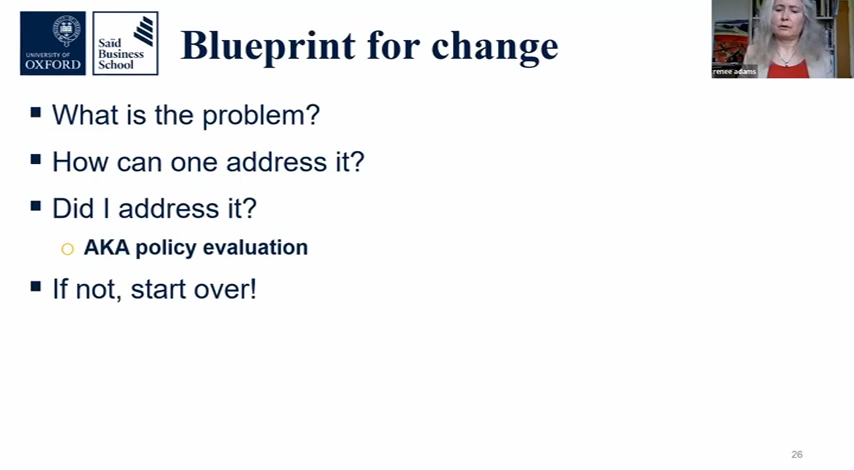 UNIVERSITY OF
OXFORD
Saïd
Business
School
Blueprint for change
renee adams
What is the problem?
How can one address it?
Did I address it?
AKA policy evaluation
If not, start over!
26